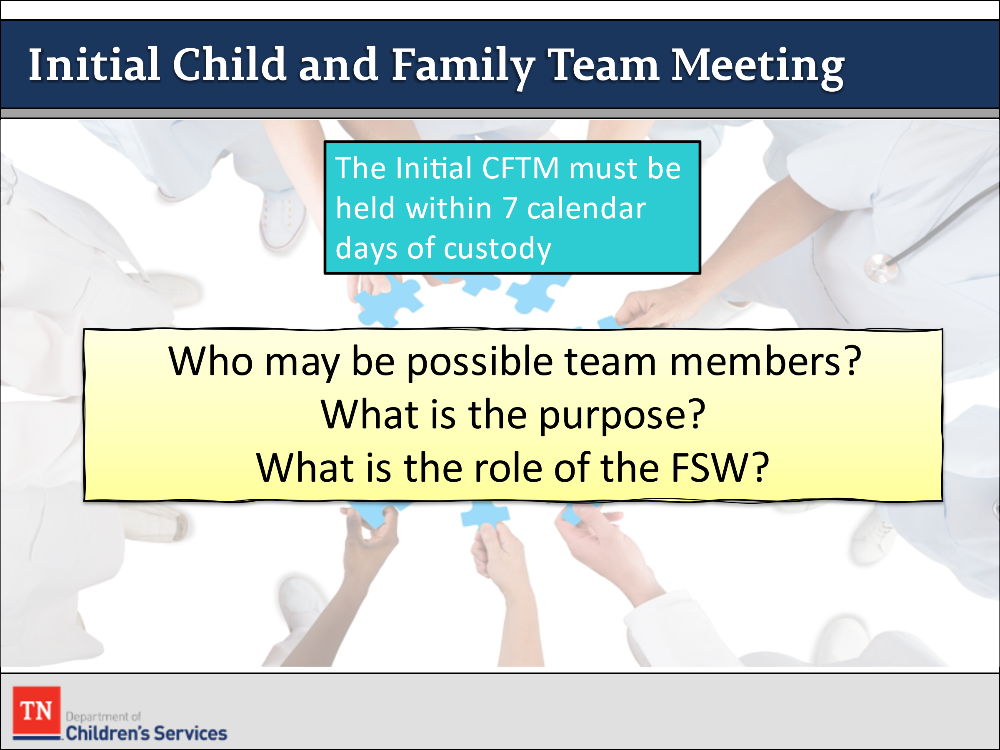 Initial Child and Family Team Meeting
The Initial CFTM must be
held within 7 calendar
days of custody
Who may be possible team members?
What is the purpose?
What is the role of the FSW?
TN
Department of
Children's Services